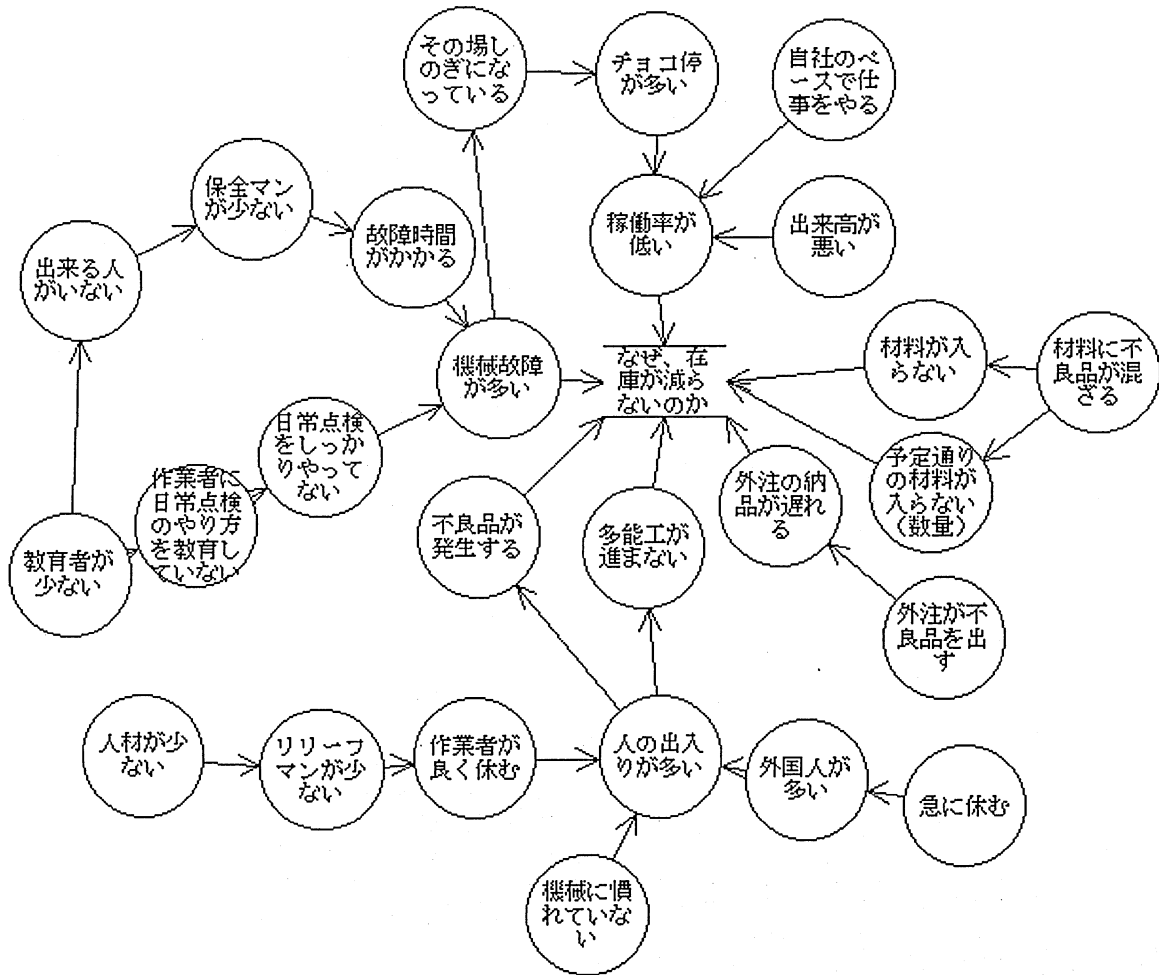 その場し
のぎにな
っている
チョコ停
が多い
自社のペ
ースで仕
事をやる
保全マン
が少ない
故障時間
がかかる
稼働率が
低い
出来高が
悪い
出来る人
がいない
機械故障
が多い
なぜ、在
庫が減ら
ないのか
材料が入
らない
材料に不
良品が混
ざる
日常点検
をしっか
りやって
ない
作業者に
日常点検
のやり方
を教育し
ていない
不良品が
発生する
多能工が
進まない
外注の納
品が遅れ
る
予定通り
の材料が
入らない
(数量)
教育者が
少ない
外注が不
良品を出
す
人材が少
ない
リリーフ
マンが少
ない
作業者が
良く休む
人の出入
りが多い
外国人が
多い
急に休む
機械に慣
れていな
い